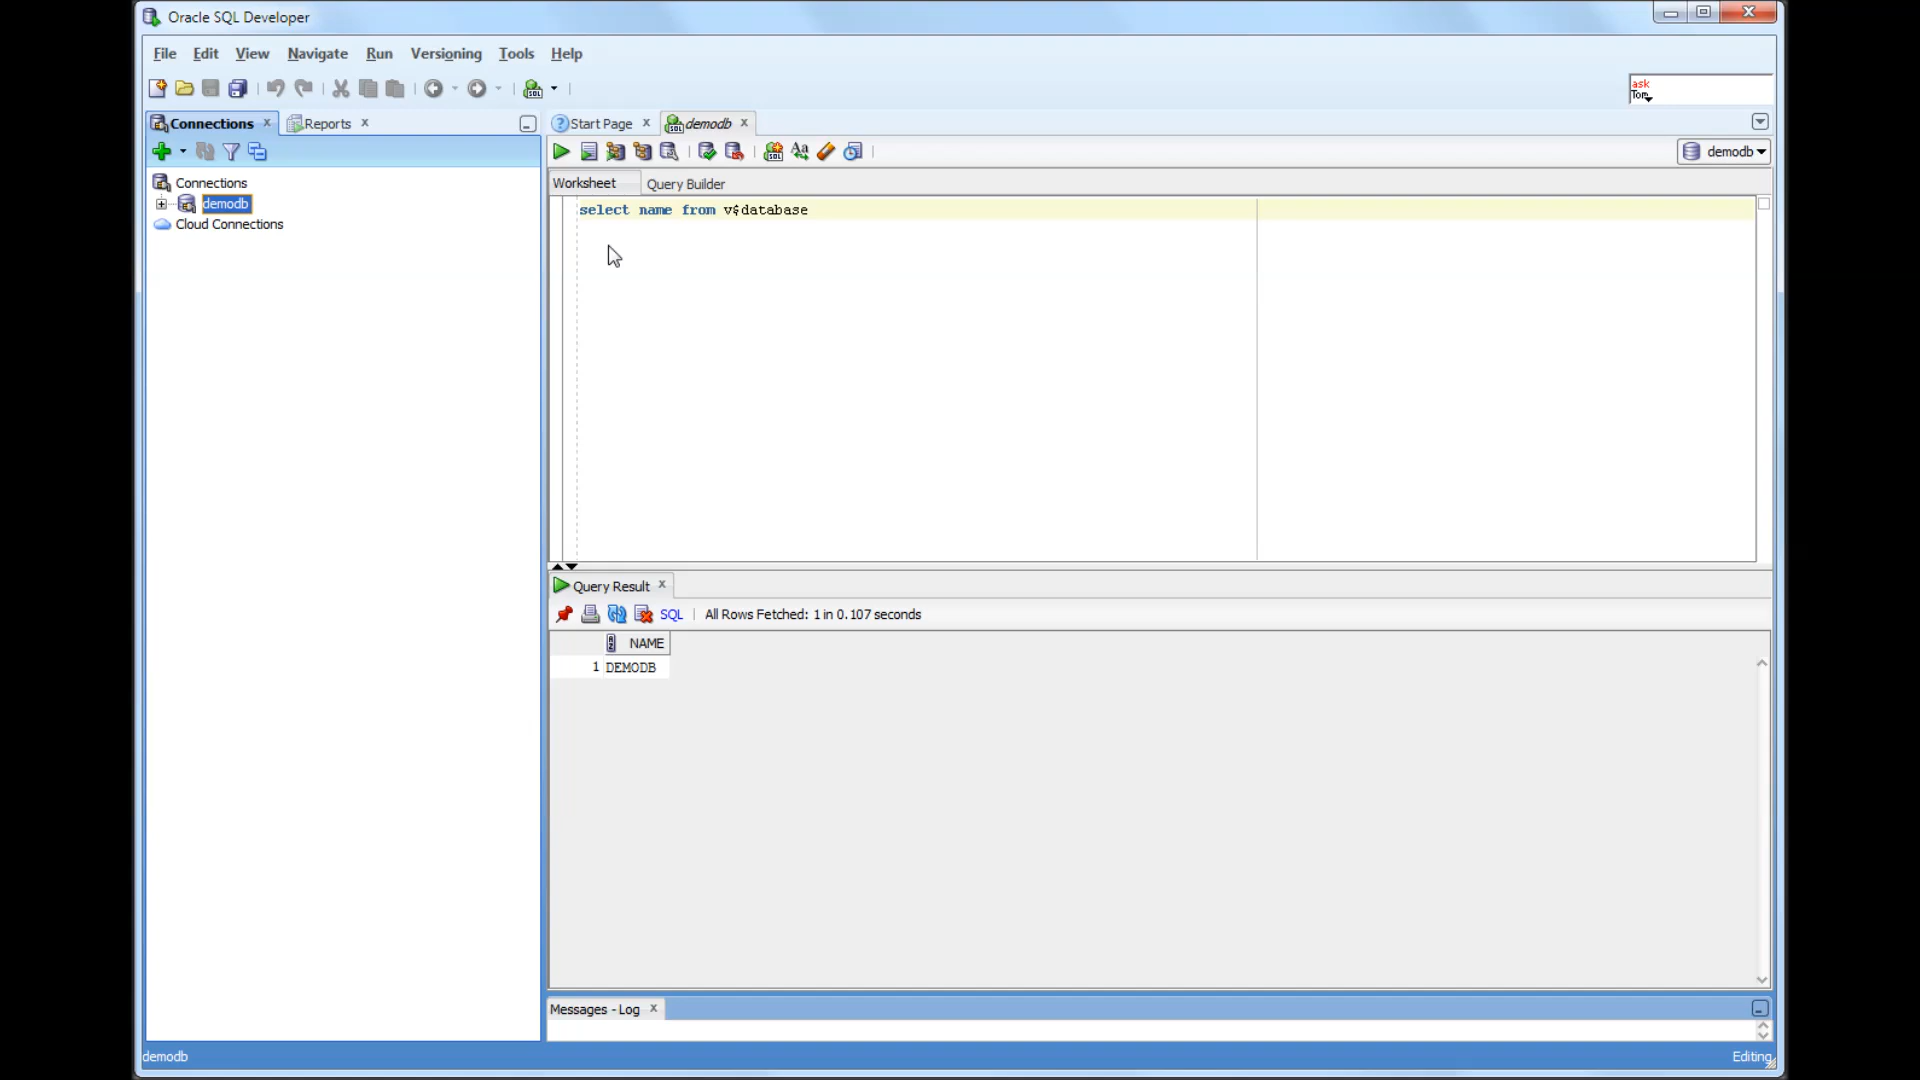 Oracle SQL Developer
File Edit View Navigate Run Versioning Tools Help
ask
Tom
Connections Reports
Start Page demodb
demodb
Connections
demodb
Cloud Connections
Worksheet Query Builder
select name from v$database
Query Result
SQL All Rows Fetched: 1 in 0.107 seconds
NAME
1 DEMODB
Messages - Log
demodb Editing